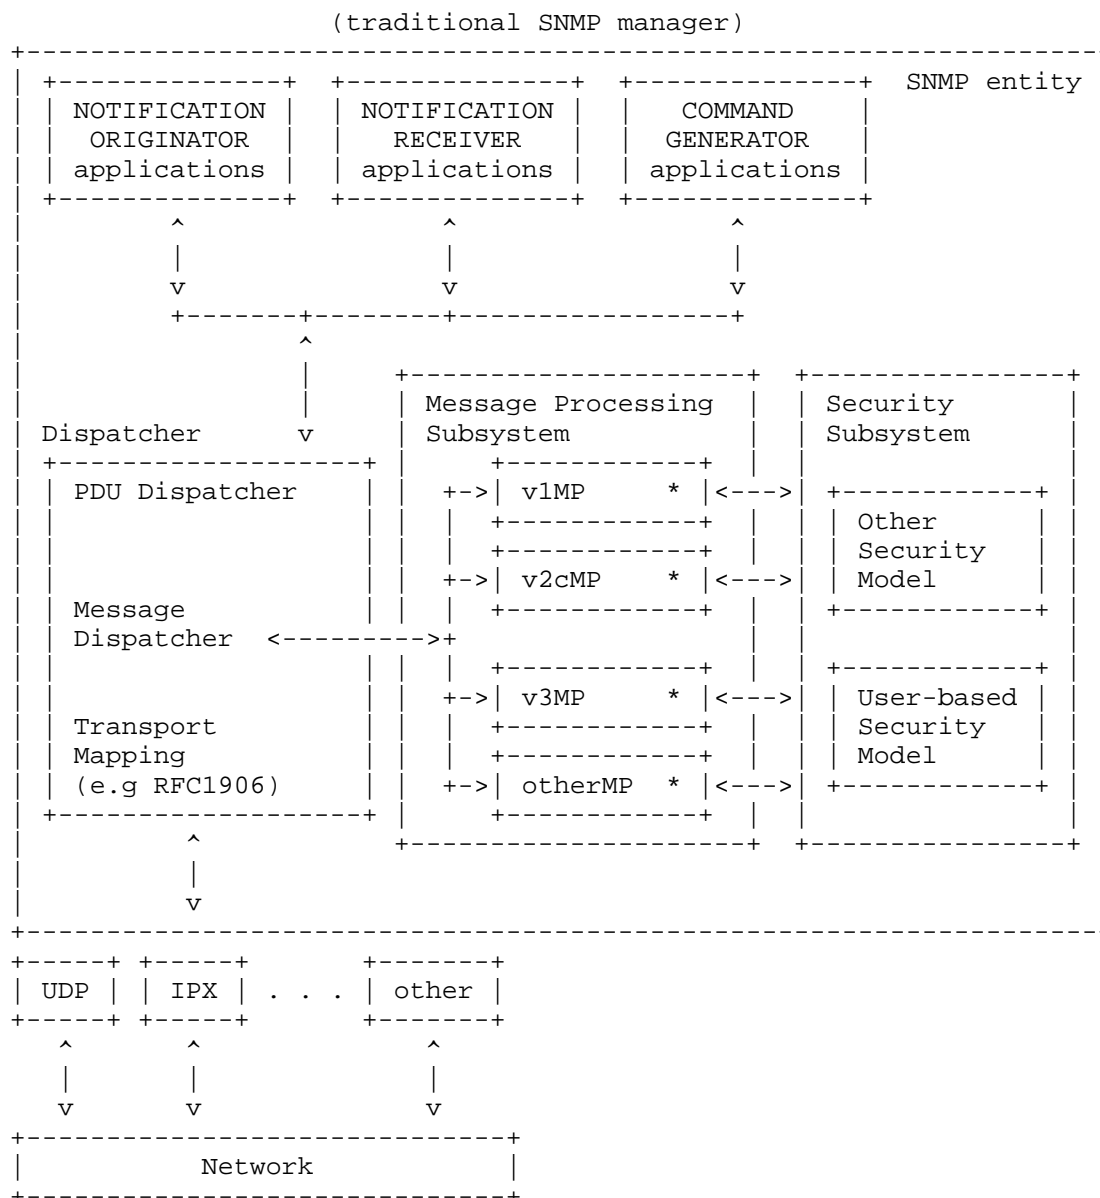 (traditional SNMP manager)
SNMP entity
NOTIFICATION ORIGINATOR applications
NOTIFICATION RECEIVER applications
COMMAND GENERATOR applications
Dispatcher
PDU Dispatcher
Message
Dispatcher
Transport
Mapping
(e.g RFC1906)
Message Processing
Subsystem
v1MP *
v2cMP *
v3MP *
otherMP *
Security
Subsystem
Other
Security
Model
User-based
Security
Model
UDP
IPX
. . .
other
Network